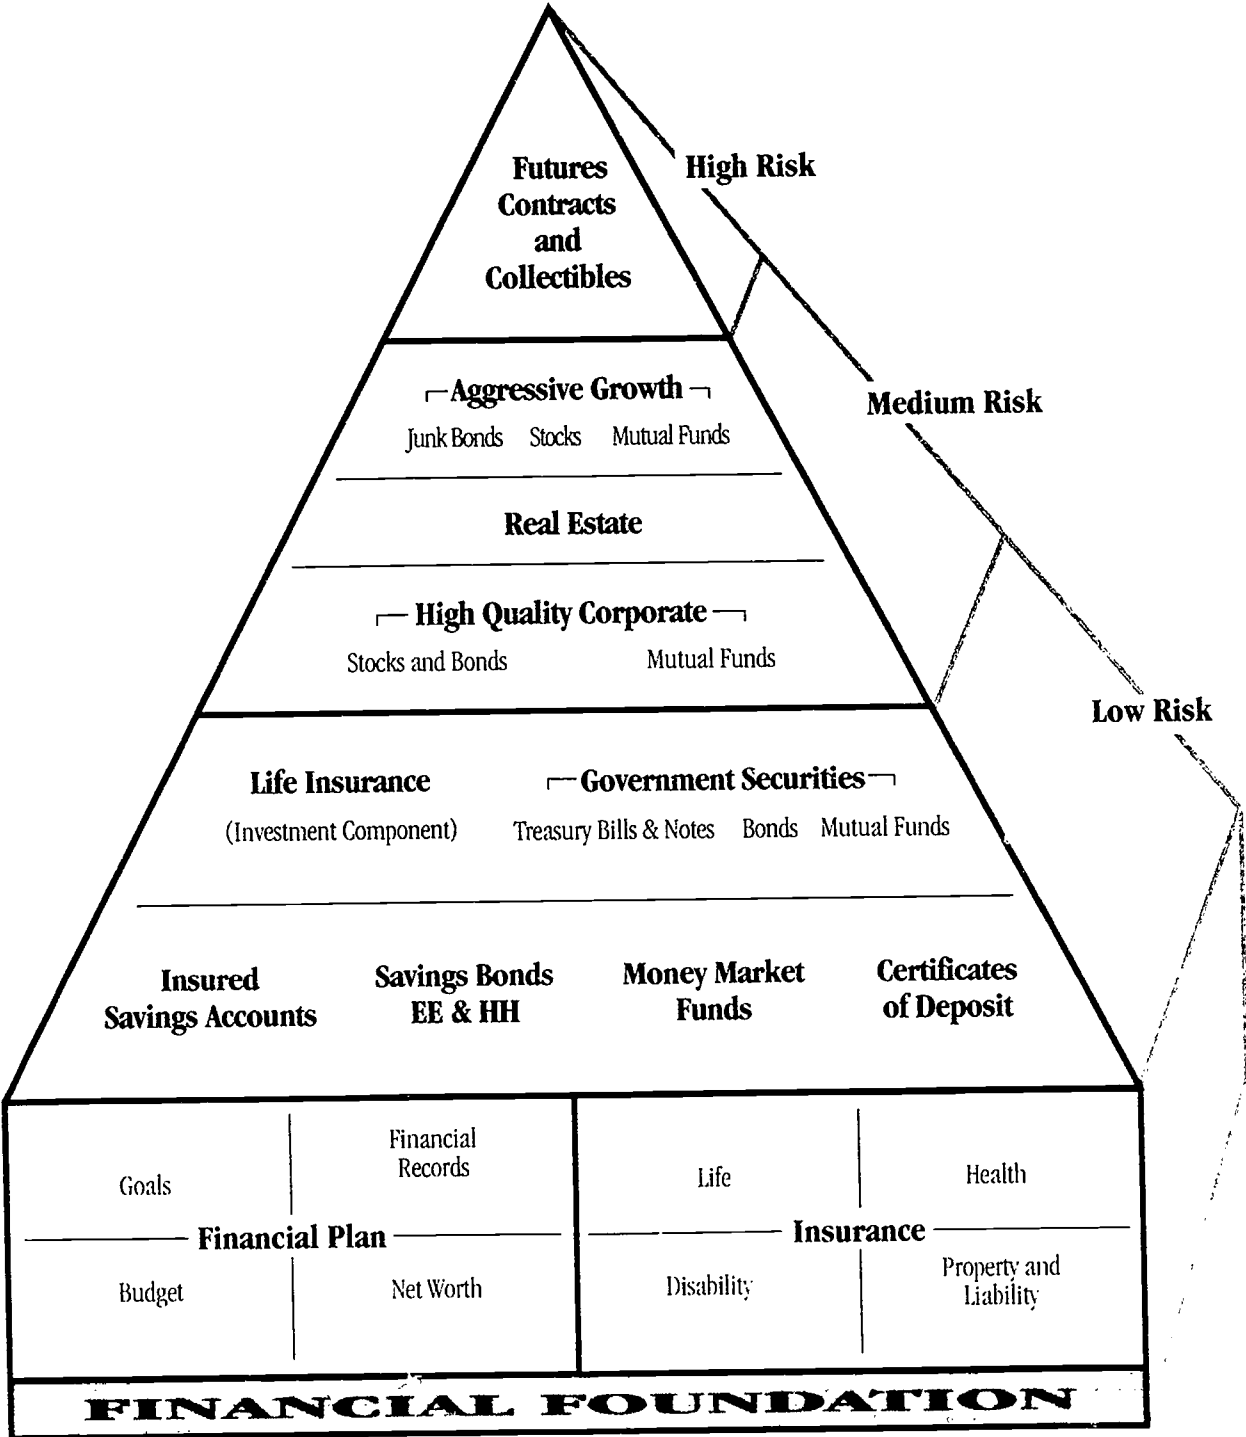 Futures
Contracts
and
Collectibles
High Risk
Aggressive Growth
Junk Bonds Stocks Mutual Funds
Medium Risk
Real Estate
High Quality Corporate
Stocks and Bonds Mutual Funds
Low Risk
Life Insurance Government Securities
(Investment Component) Treasury Bills & Notes Bonds Mutual Funds
Insured
Savings Accounts
Savings Bonds
EE & HH
Money Market
Funds
Certificates
of Deposit
Goals
Financial
Records
Life
Health
Financial Plan
Insurance
Budget
Net Worth
Disability
Property and
Liability
FINANCIAL FOUNDATION